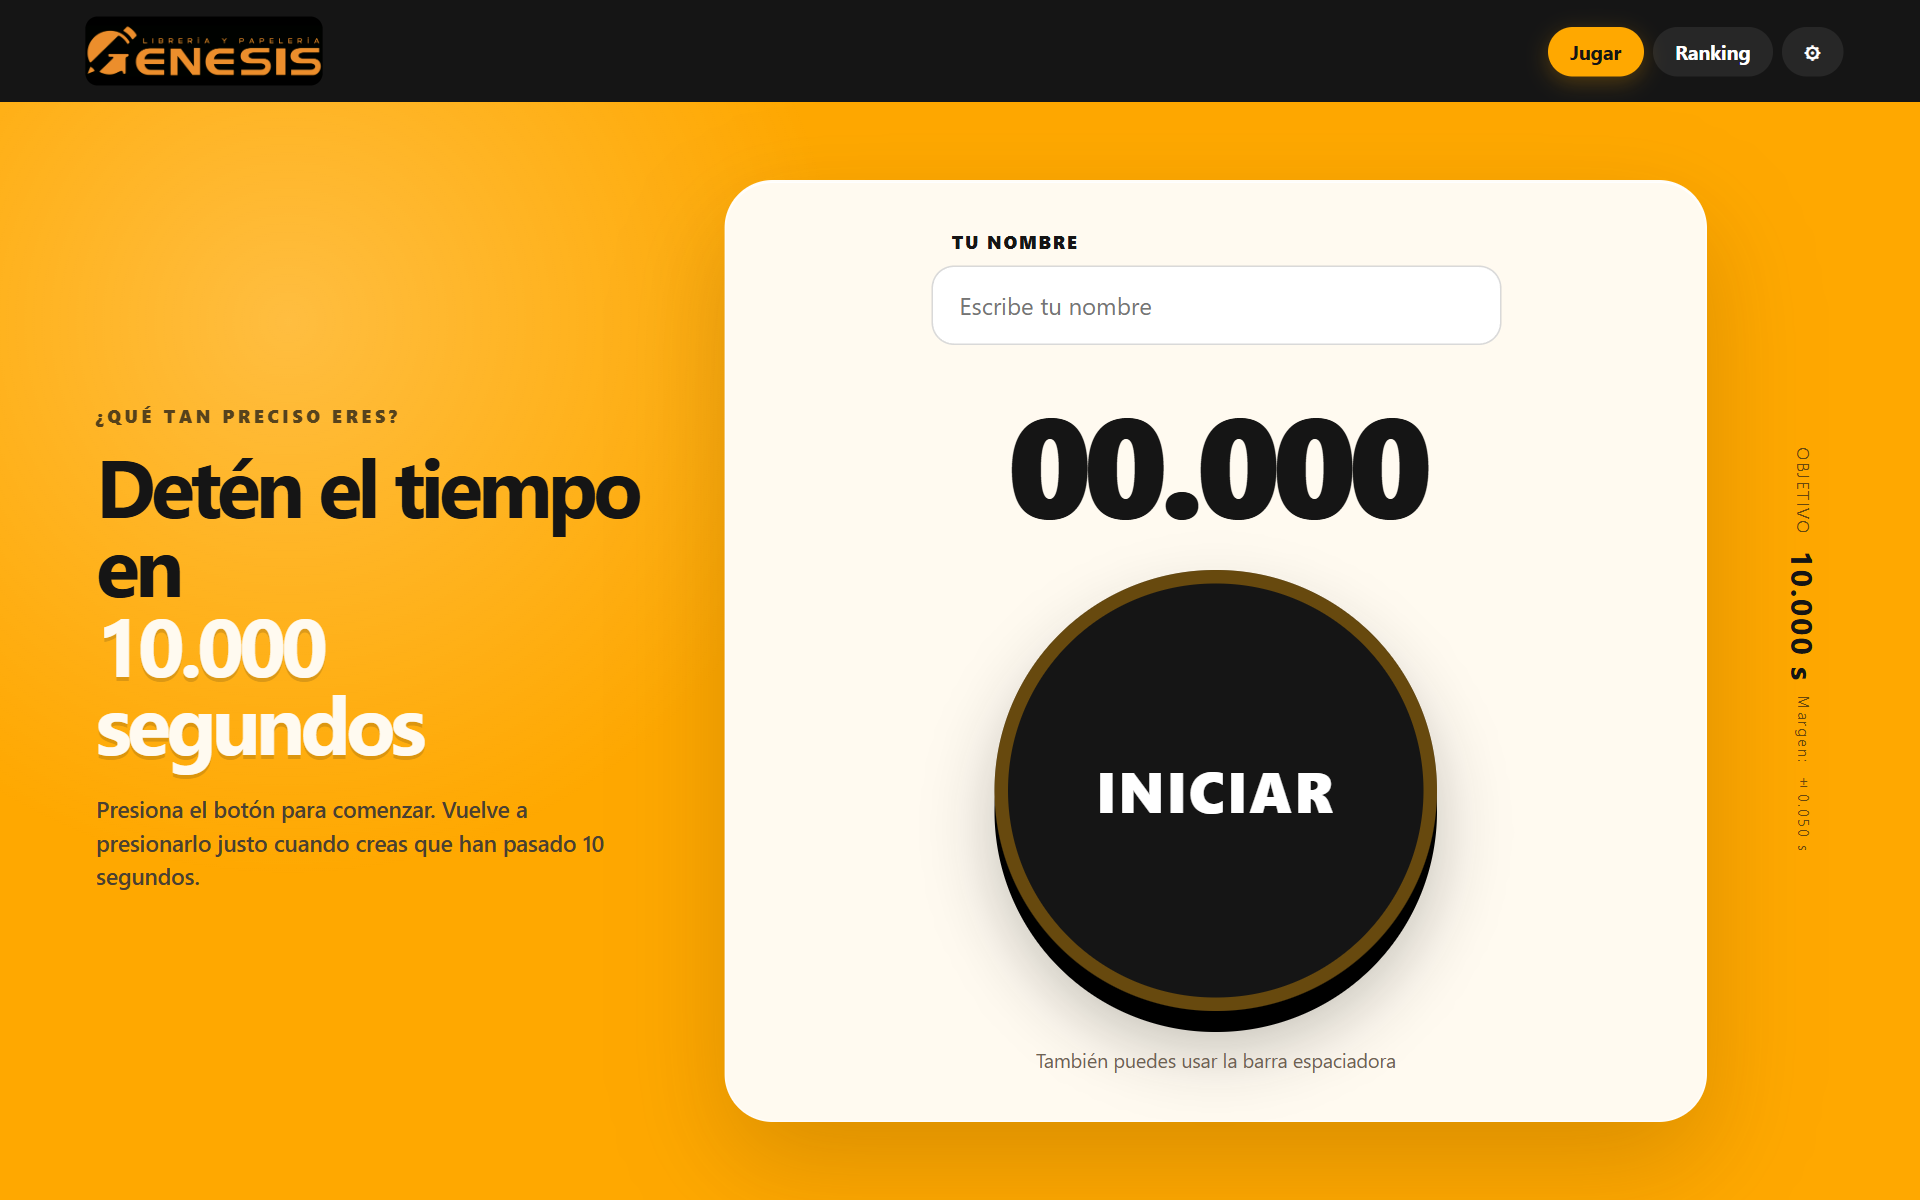 LIBRERÍA Y PAPELERÍA
GENESIS
Jugar
Ranking
¿QUÉ TAN PRECISO ERES?
Detén el tiempo
en
10.000
segundos
Presiona el botón para comenzar. Vuelve a
presionarlo justo cuando creas que han pasado 10
segundos.
TU NOMBRE
Escribe tu nombre
00.000
INICIAR
También puedes usar la barra espaciadora
OBJETIVO 10.000 s Margen: ±0.050 s